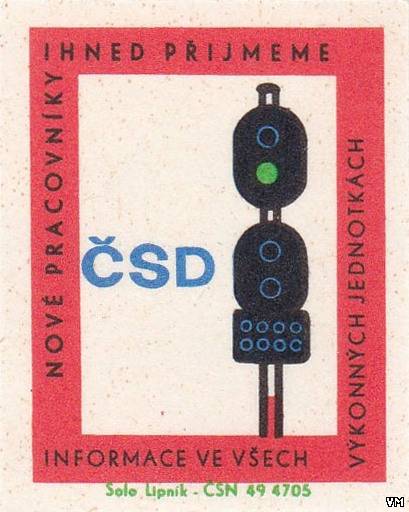 IHNED PŘIJMEME
NOVÉ PRACOVNÍKY
ČSD
INFORMACE VE VŠECH
VÝKONNÝCH JEDNOTKÁCH
Solo Lipník - ČSN 49 4705
VM